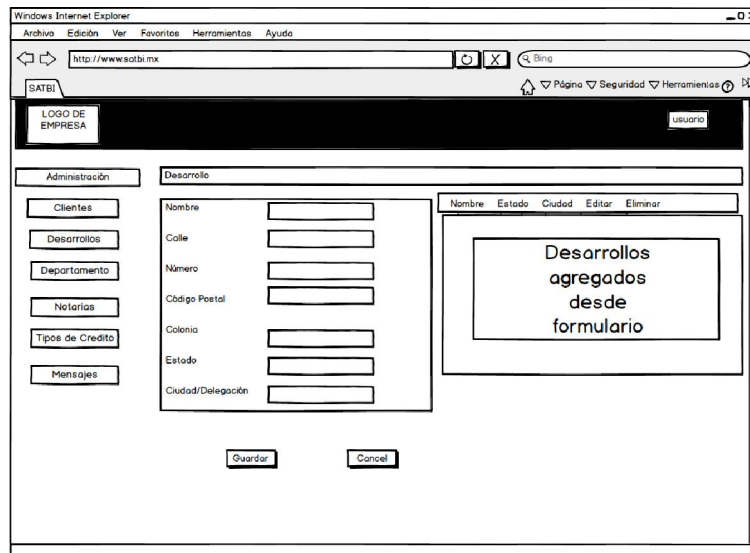 Windows Internet Explorer
Archivo Edición Ver Favoritos Herramientas Ayuda
http://www.satbi.mx
X
Bing
SATBI
Página Seguridad Herramientas ?
LOGO DE
EMPRESA
usuario
Administración
Desarrollo
Clientes
Desarrollos
Departamento
Notarias
Tipos de Credito
Mensajes
Nombre
Calle
Número
Código Postal
Colonia
Estado
Ciudad/Delegación
Nombre Estado Ciudad Editar Eliminar
Desarrollos
agregados
desde
formulario
Guardar
Cancel